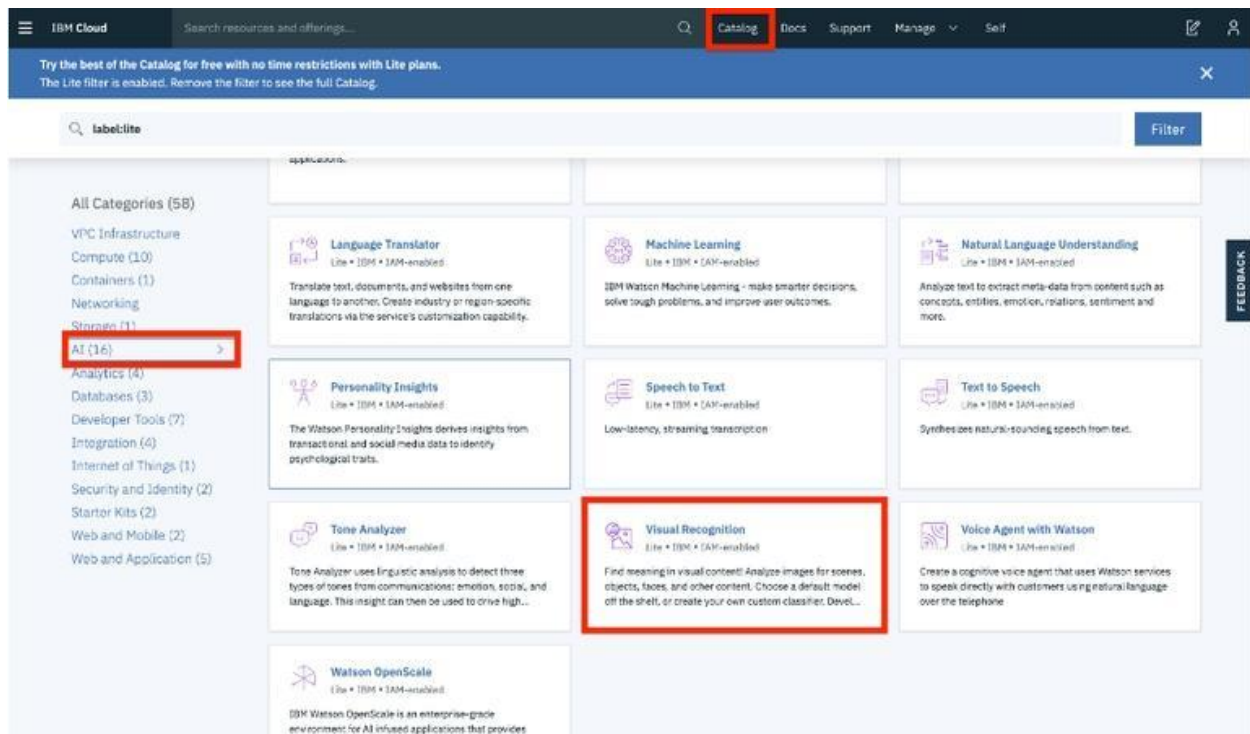 IBM Cloud
Search resources and offerings...
Catalog
Docs
Support
Manage
Self
Try the best of the Catalog for free with no time restrictions with Lite plans.
The Lite filter is enabled. Remove the filter to see the full Catalog.
label:lite
Filter
applications.
All Categories (58)
VPC Infrastructure
Compute (10)
Containers (1)
Networking
Storage (1)
AI (16)
Analytics (4)
Databases (3)
Developer Tools (7)
Integration (4)
Internet of Things (1)
Security and Identity (2)
Starter Kits (2)
Web and Mobile (2)
Web and Application (5)
Language Translator
Lite • IBM • IAM-enabled
Translate text, documents, and websites from one
language to another. Create industry or region-specific
translations via the service's customization capability.
Machine Learning
Lite • IBM • IAM-enabled
IBM Watson Machine Learning - make smarter decisions,
solve tough problems, and improve user outcomes.
Natural Language Understanding
Lite • IBM • IAM-enabled
Analyze text to extract meta-data from content such as
concepts, entities, emotion, relations, sentiment and
more.
Personality Insights
Lite • IBM • IAM-enabled
The Watson Personality Insights derives insights from
transactional and social media data to identify
psychological traits.
Speech to Text
Lite • IBM • IAM-enabled
Low-latency, streaming transcription
Text to Speech
Lite • IBM • IAM-enabled
Synthesizes natural-sounding speech from text.
Tone Analyzer
Lite • IBM • IAM-enabled
Tone Analyzer uses linguistic analysis to detect three
types of tones from communications: emotion, social, and
language. This insight can then be used to drive high...
Visual Recognition
Lite • IBM • IAM-enabled
Find meaning in visual content! Analyze images for scenes,
objects, faces, and other content. Choose a default model
off the shelf, or create your own custom classifier. Devel...
Voice Agent with Watson
Lite • IBM • IAM-enabled
Create a cognitive voice agent that uses Watson services
to speak directly with customers using natural language
over the telephone
Watson OpenScale
Lite • IBM • IAM-enabled
IBM Watson OpenScale is an enterprise-grade
environment for AI infused applications that provides
FEEDBACK